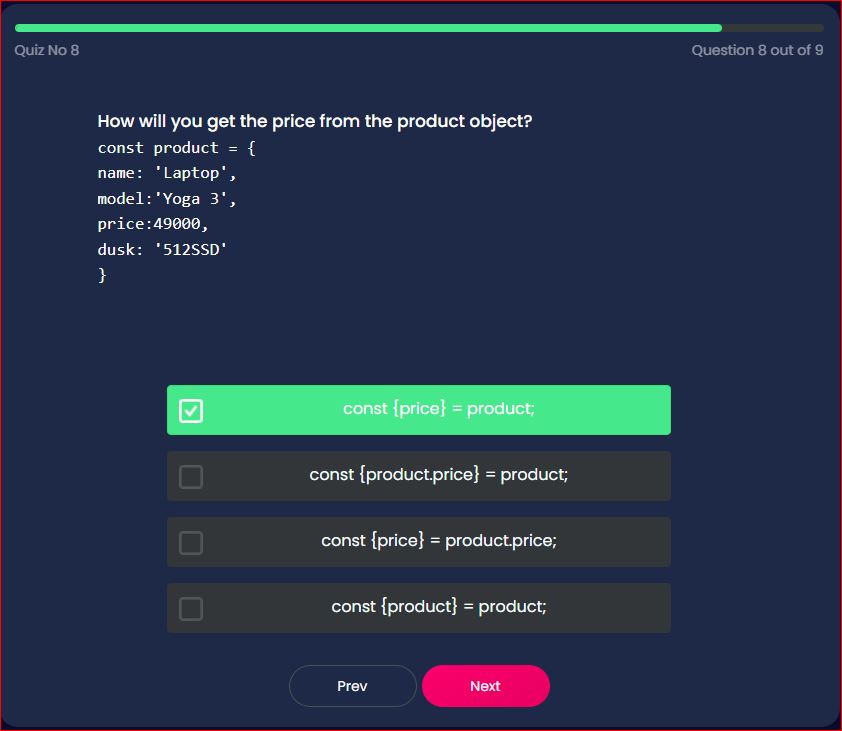 Quiz No 8
Question 8 out of 9
How will you get the price from the product object?
const product = {
name: 'Laptop',
model:'Yoga 3',
price:49000,
dusk: '512SSD'
}
const {price} = product;
const {product.price} = product;
const {price} = product.price;
const {product} = product;
Prev
Next